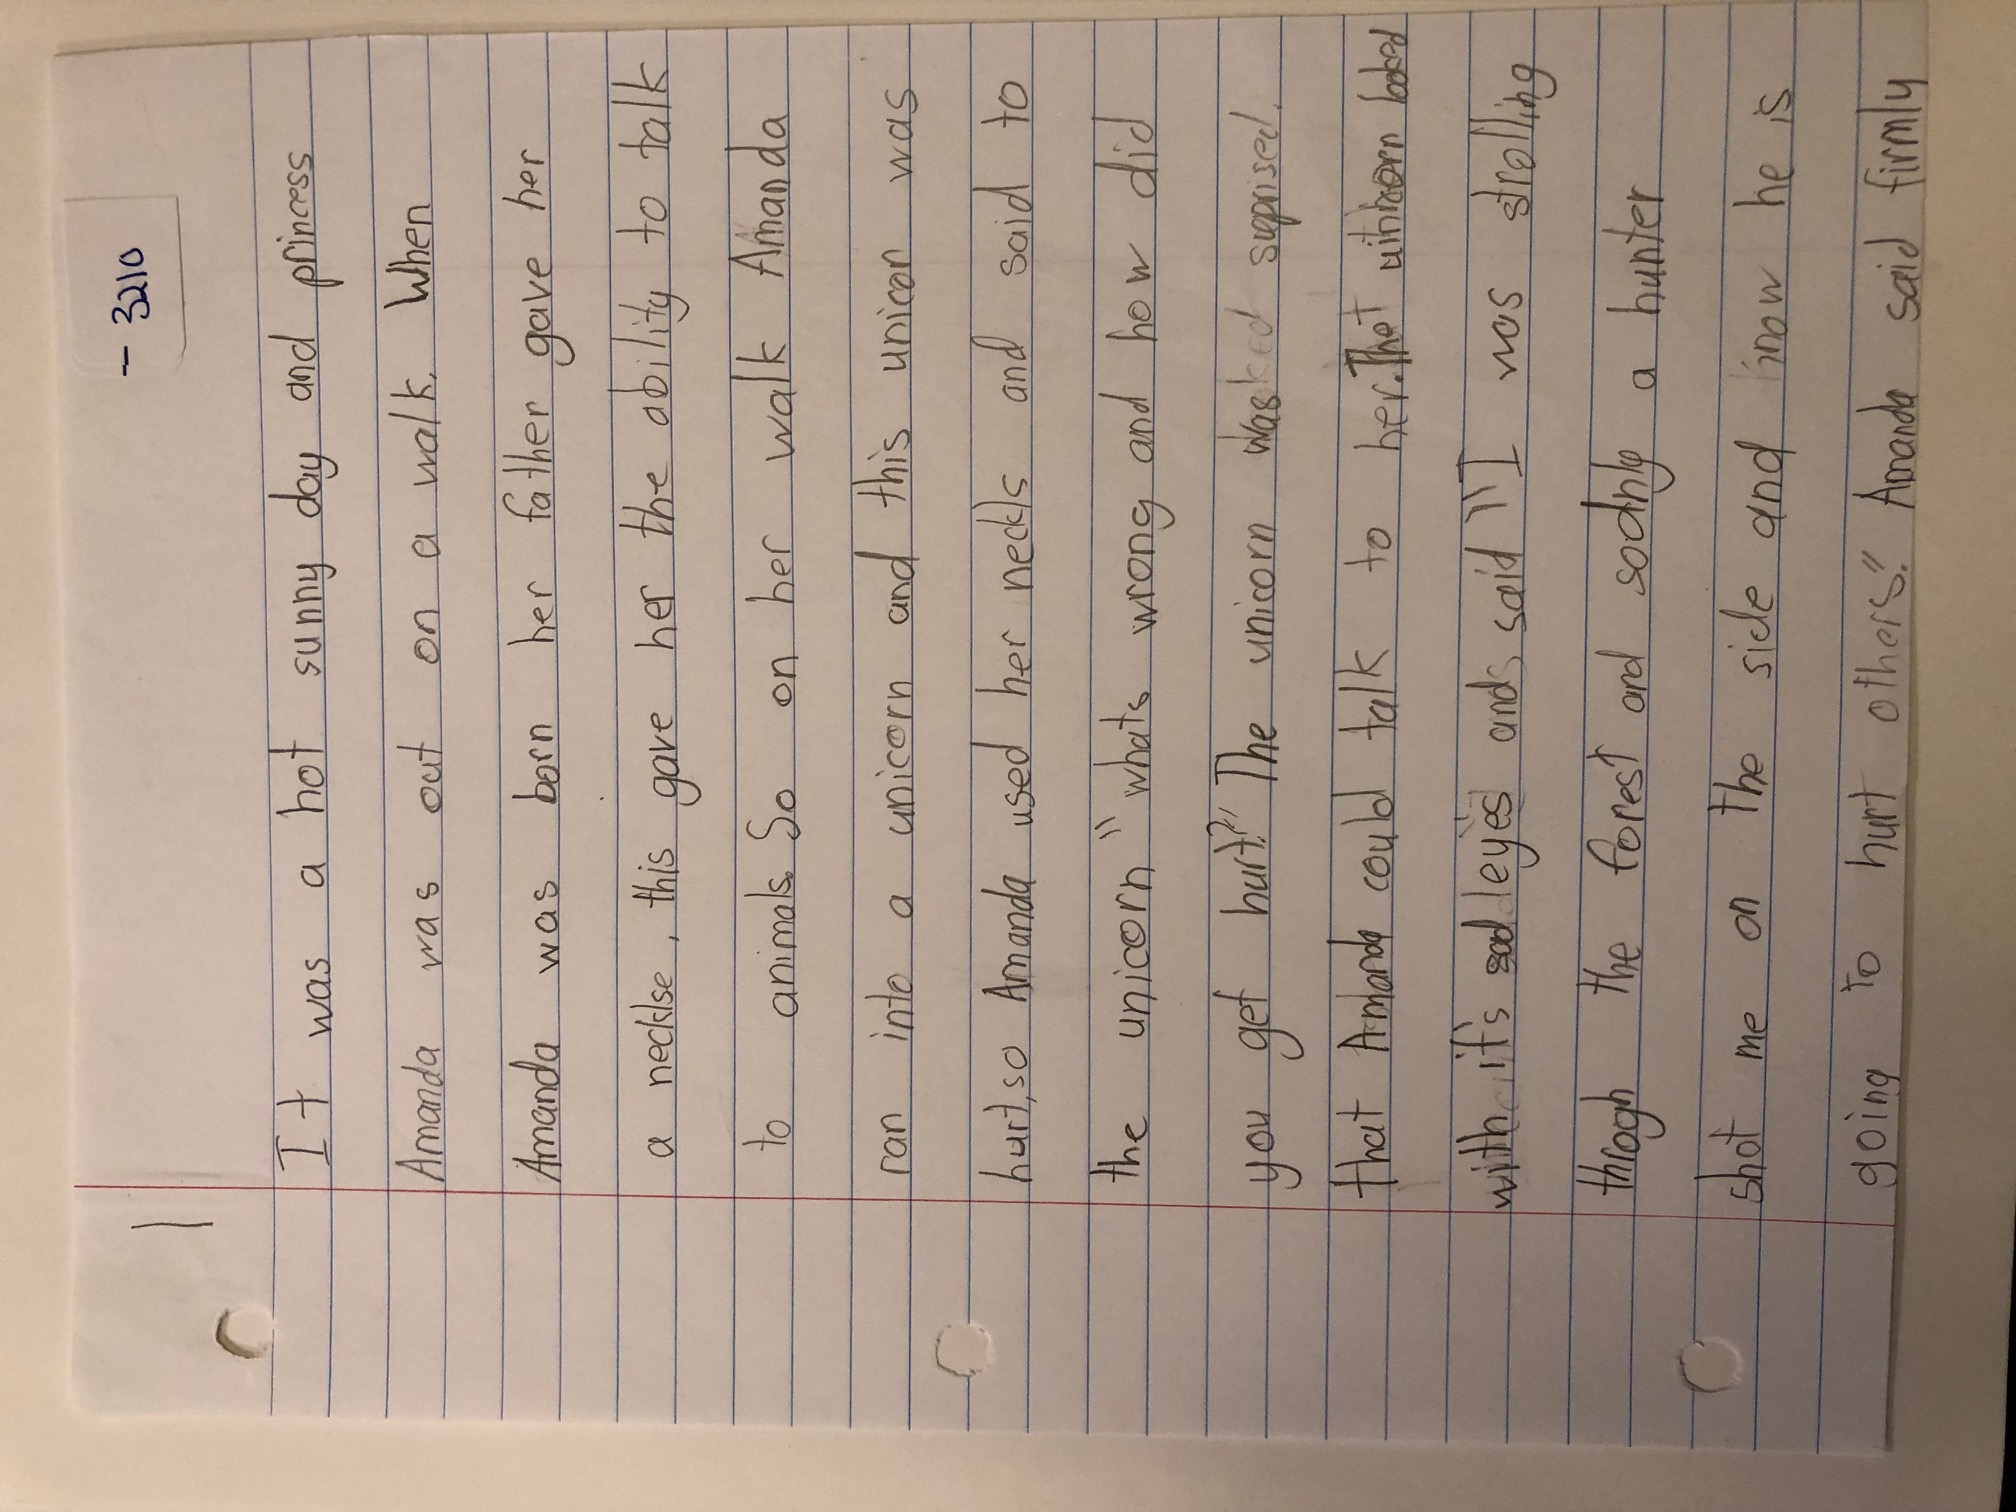 - 3210
1
It was a hot sunny day and princess
Amanda was out on a walk. When
Amanda was born her father gave her
a necklse, this gave her the ability to talk
to animals. So on her walk Amanda
ran into a unicorn and this unicon was
hurt, so Amanda used her neckls and said to
the unicorn "whats wrong and how did
you get hurt?" The unicorn was suprised.
that Amanda could talk to her. That unicorn looked
with it's sad eyes and said "I was strolling
throgh the forest and sodnly a hunter
shot me on the side and now he is
going to hurt others." Amanda said firmly